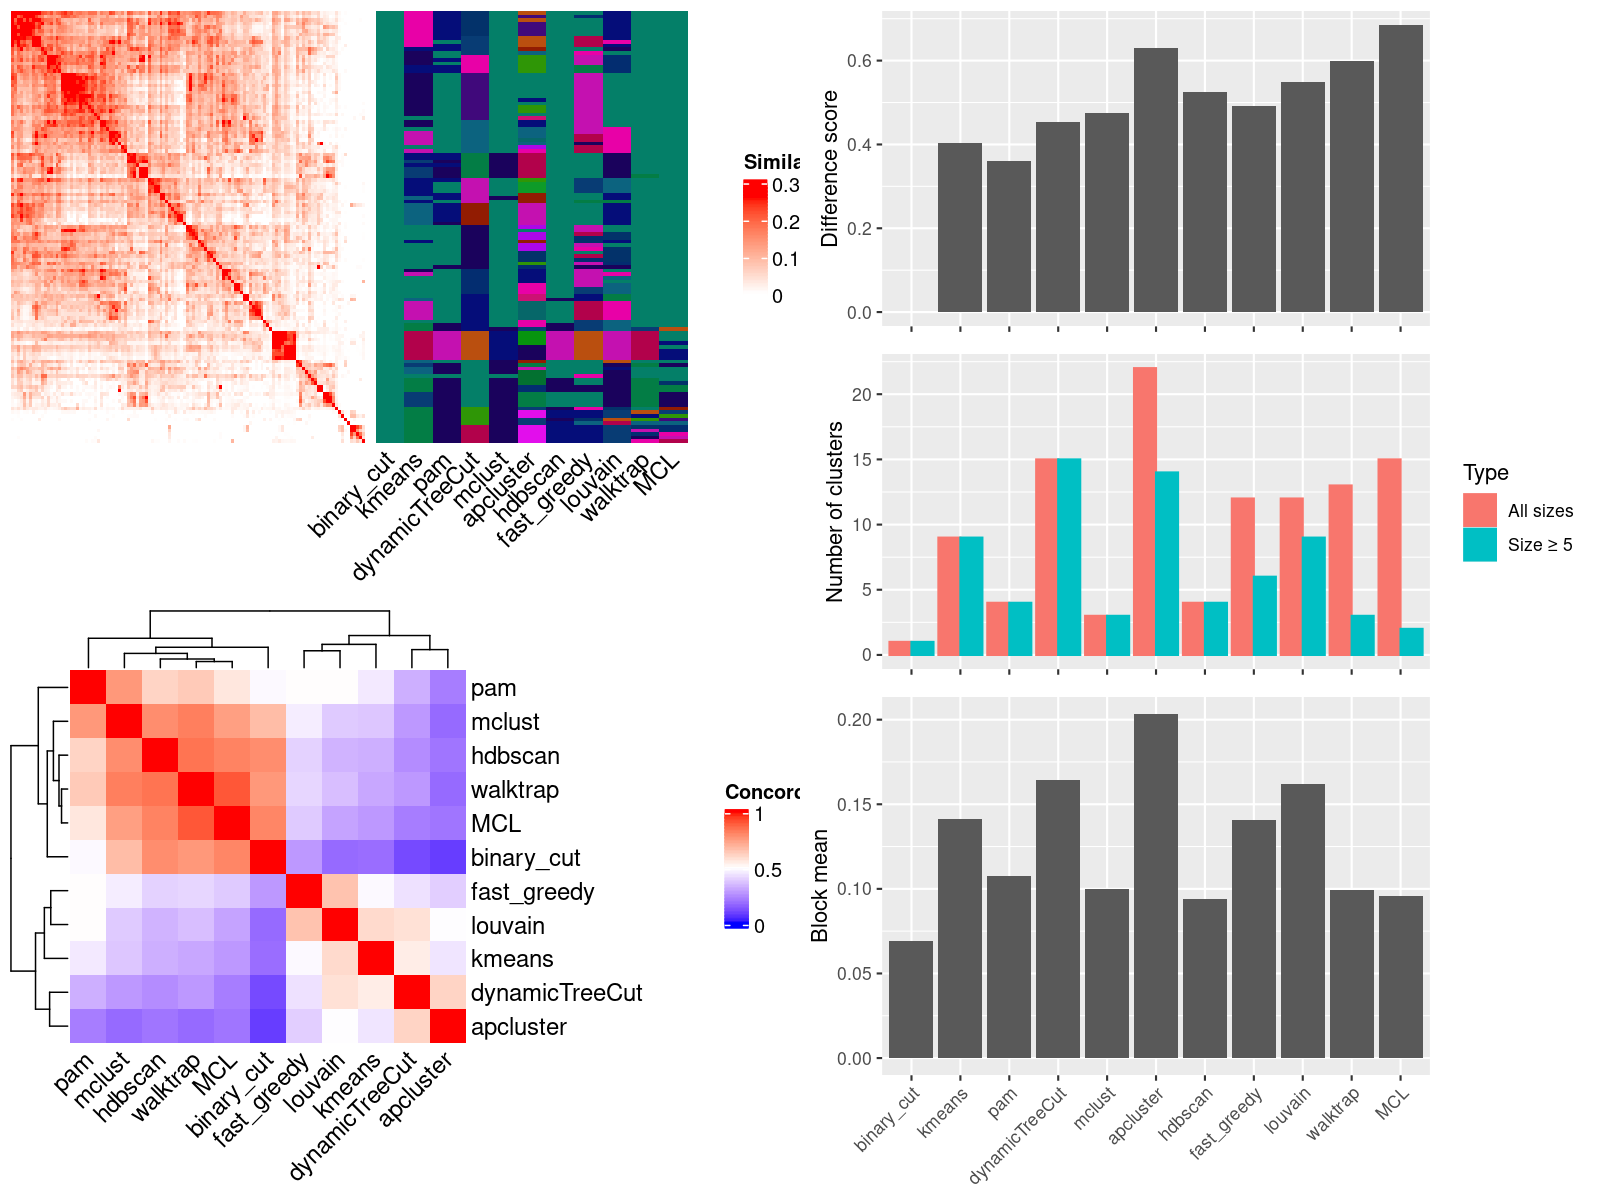 Simila
0.3
0.2
0.1
0
binary_cut
kmeans
pam
dynamicTreeCut
mclust
apcluster
hdbscan
fast_greedy
louvain
walktrap
MCL
Difference score
0.6
0.4
0.2
0.0
Number of clusters
20
15
10
5
0
Type
All sizes
Size ≥ 5
pam
mclust
hdbscan
walktrap
MCL
binary_cut
fast_greedy
louvain
kmeans
dynamicTreeCut
apcluster
pam
mclust
hdbscan
walktrap
MCL
binary_cut
fast_greedy
louvain
kmeans
dynamicTreeCut
apcluster
Concord
1
0.5
0
Block mean
0.20
0.15
0.10
0.05
0.00
binary_cut
kmeans
pam
dynamicTreeCut
mclust
apcluster
hdbscan
fast_greedy
louvain
walktrap
MCL